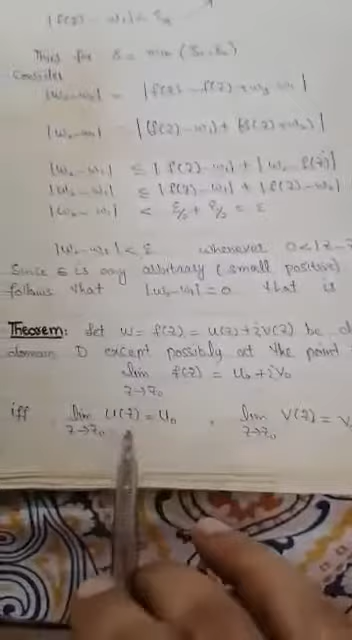 |f(z) - w₁| < ε/2
Thus for δ = min (δ₁, δ₂)
Consider
|w₂-w₁| = |f(z) - f(z) + w₂ - w₁|
|w₂-w₁| = |(f(z) - w₁) + (f(z) + w₂)|
|w₂-w₁| ≤ |f(z) - w₁| + |w₂ - f(z)|
|w₂-w₁| ≤ |f(z) - w₁| + |f(z) - w₂|
|w₂-w₁| < ε/2 + ε/2 = ε
|w₂-w₁| < ε whenever 0<|z-z
Since ε is any arbitrary (small positive)
follows that |w₂-w₁| = 0 that is
Theorem: Let w = f(z) = u(z) + iv(z) be
domain D except possibly at the point
lim f(z) = u₀ + iv₀
z→z₀
iff lim u(z) = u₀ , lim v(z) = v₀
z→z₀ z→z₀